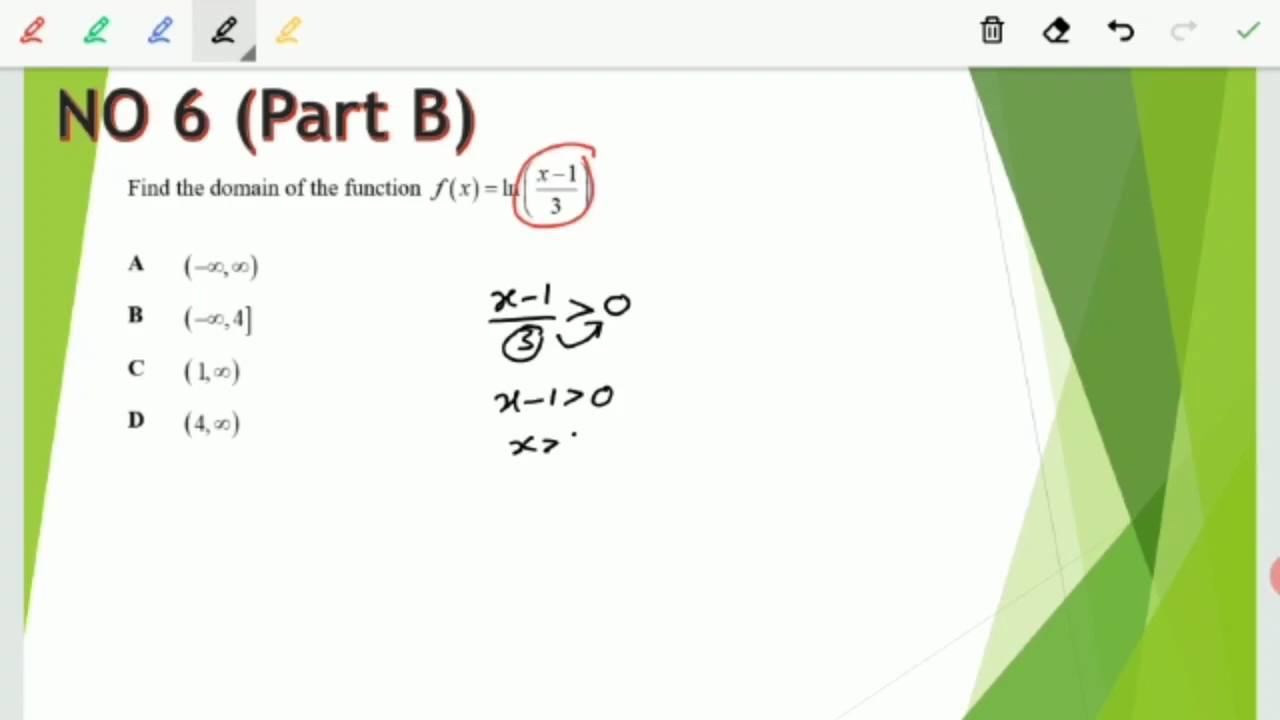 NO 6 (Part B)
Find the domain of the function f(x) = ln((x−1)/3)
A (−∞, ∞)
B (−∞, 4]
C (1, ∞)
D (4, ∞)
(x−1)/3 > 0
x−1 > 0
x >